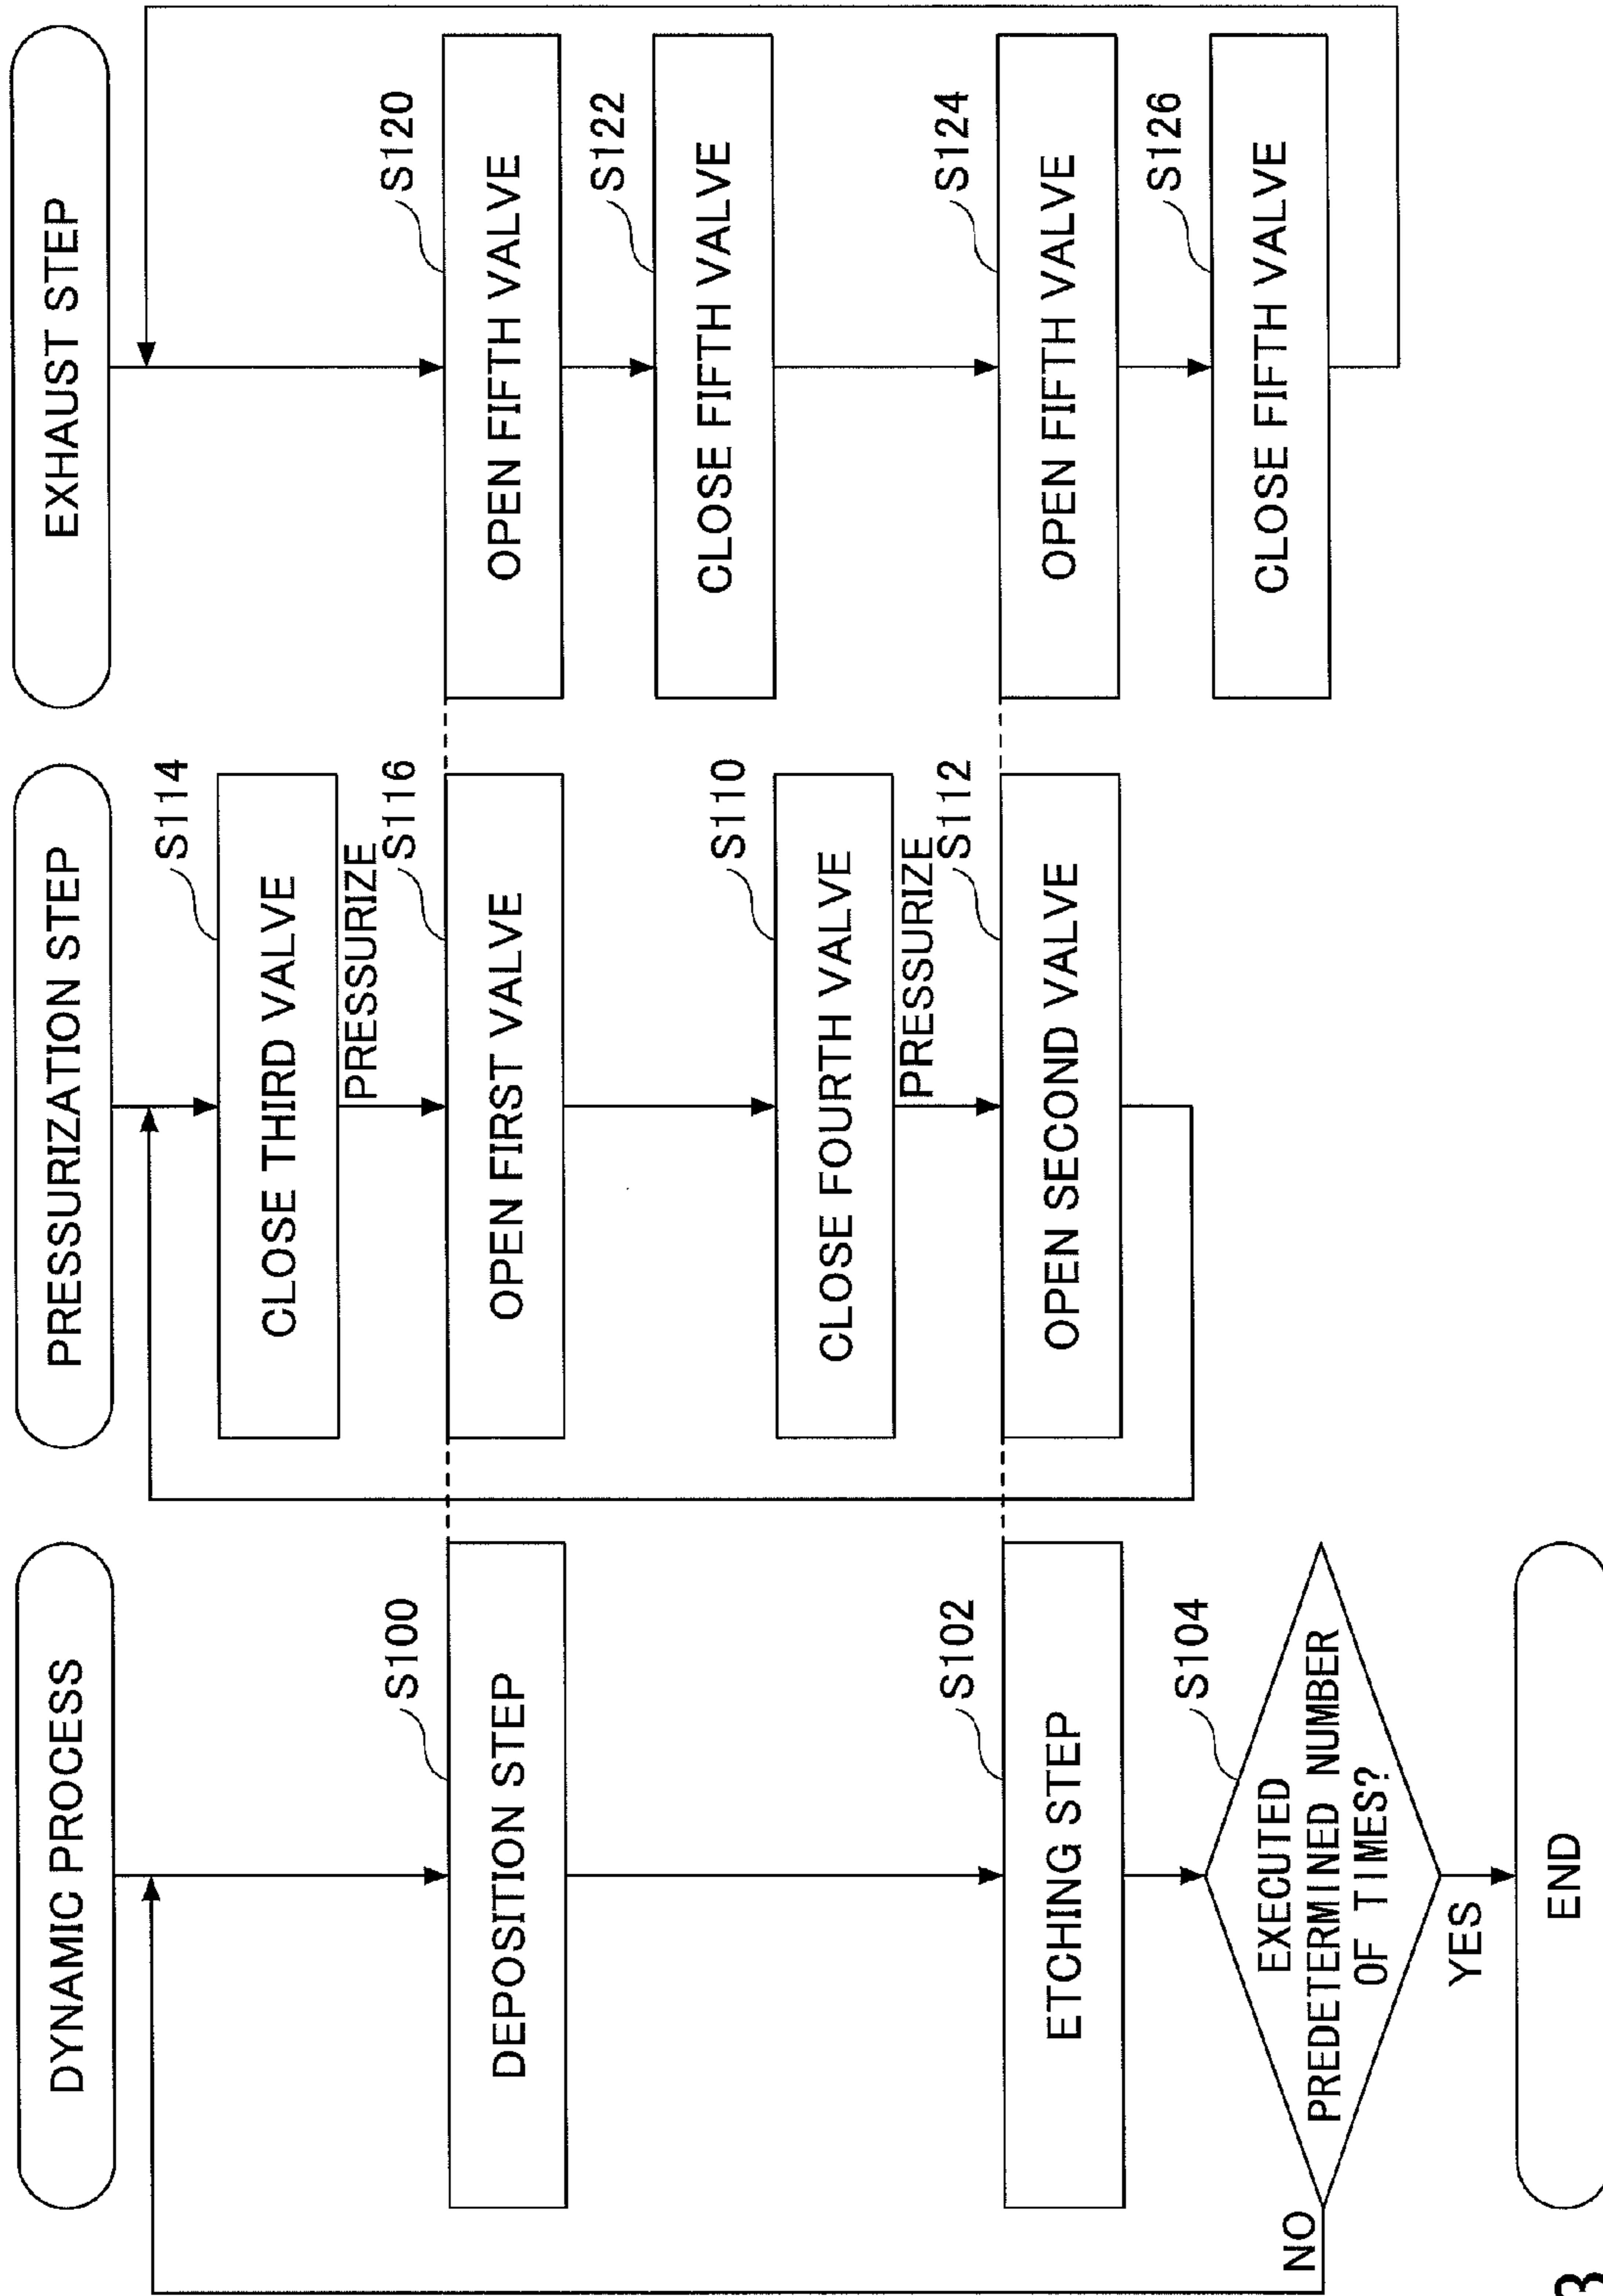 DYNAMIC PROCESS
S100
DEPOSITION STEP
S102
ETCHING STEP
S104
EXECUTED
PREDETERMINED NUMBER
OF TIMES?
NO
YES
END
PRESSURIZATION STEP
S114
CLOSE THIRD VALVE
PRESSURIZE
S116
OPEN FIRST VALVE
S110
CLOSE FOURTH VALVE
PRESSURIZE
S112
OPEN SECOND VALVE
EXHAUST STEP
S120
OPEN FIFTH VALVE
S122
CLOSE FIFTH VALVE
S124
OPEN FIFTH VALVE
S126
CLOSE FIFTH VALVE